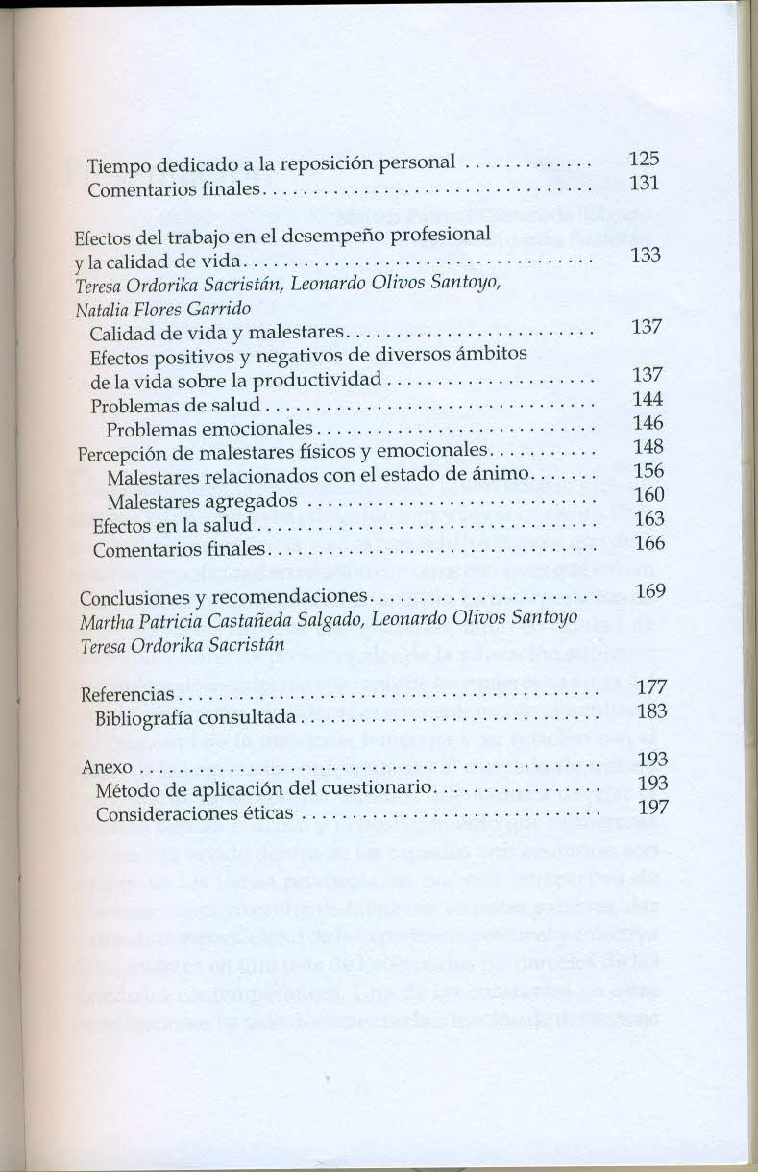 Tiempo dedicado a la reposición personal . . . . . . . . . . . . . 125
Comentarios finales. . . . . . . . . . . . . . . . . . . . . . . . . . . . . . . . . 131
Efectos del trabajo en el desempeño profesional
y la calidad de vida. . . . . . . . . . . . . . . . . . . . . . . . . . . . . . . . . . . 133
Teresa Ordorika Sacristán, Leonardo Olivos Santoyo,
Natalia Flores Garrido
Calidad de vida y malestares. . . . . . . . . . . . . . . . . . . . . . . . . 137
Efectos positivos y negativos de diversos ámbitos
de la vida sobre la productividad . . . . . . . . . . . . . . . . . . . . . 137
Problemas de salud . . . . . . . . . . . . . . . . . . . . . . . . . . . . . . . . . 144
Problemas emocionales . . . . . . . . . . . . . . . . . . . . . . . . . . . . 146
Percepción de malestares físicos y emocionales. . . . . . . . . . . 148
Malestares relacionados con el estado de ánimo. . . . . . . 156
Malestares agregados . . . . . . . . . . . . . . . . . . . . . . . . . . . . . 160
Efectos en la salud . . . . . . . . . . . . . . . . . . . . . . . . . . . . . . . . . . 163
Comentarios finales. . . . . . . . . . . . . . . . . . . . . . . . . . . . . . . . . 166
Conclusiones y recomendaciones. . . . . . . . . . . . . . . . . . . . . . . 169
Martha Patricia Castañeda Salgado, Leonardo Olivos Santoyo
Teresa Ordorika Sacristán
Referencias . . . . . . . . . . . . . . . . . . . . . . . . . . . . . . . . . . . . . . . . . . 177
Bibliografía consultada . . . . . . . . . . . . . . . . . . . . . . . . . . . . . . 183
Anexo . . . . . . . . . . . . . . . . . . . . . . . . . . . . . . . . . . . . . . . . . . . . . . 193
Método de aplicación del cuestionario. . . . . . . . . . . . . . . . . 193
Consideraciones éticas . . . . . . . . . . . . . . . . . . . . . . . . . . . . . . 197